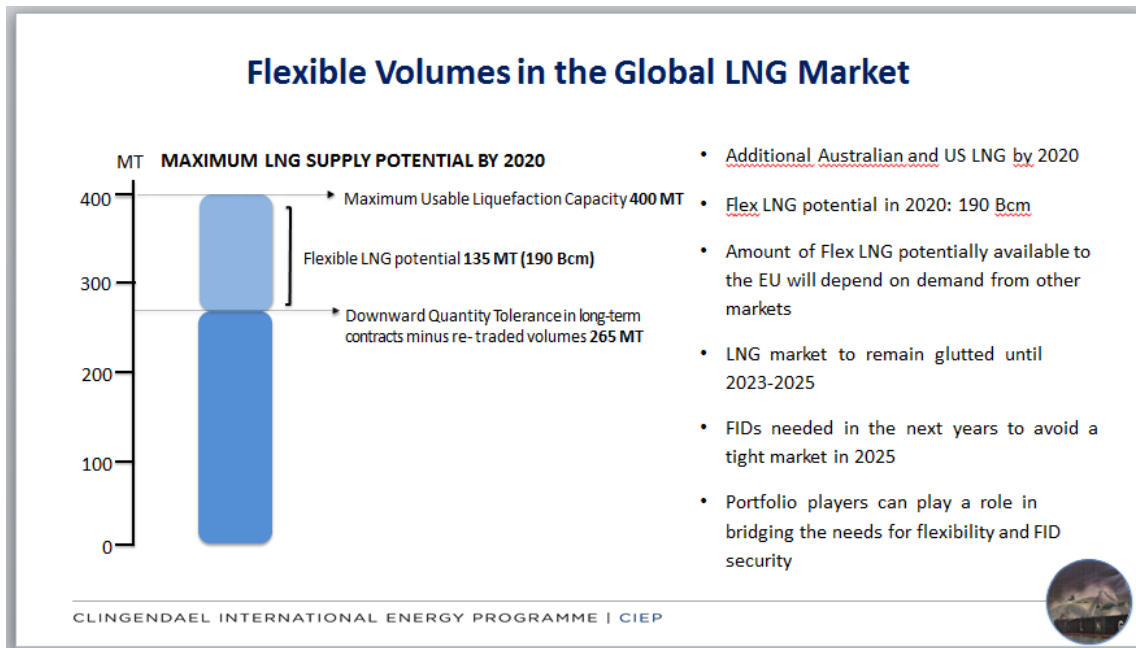 Flexible Volumes in the Global LNG Market
MT MAXIMUM LNG SUPPLY POTENTIAL BY 2020
400
300
200
100
0
Maximum Usable Liquefaction Capacity 400 MT
Flexible LNG potential 135 MT (190 Bcm)
Downward Quantity Tolerance in long-term
contracts minus re- traded volumes 265 MT
• Additional Australian and US LNG by 2020
• Flex LNG potential in 2020: 190 Bcm
• Amount of Flex LNG potentially available to
the EU will depend on demand from other
markets
• LNG market to remain glutted until
2023-2025
• FIDs needed in the next years to avoid a
tight market in 2025
• Portfolio players can play a role in
bridging the needs for flexibility and FID
security
CLINGENDAEL INTERNATIONAL ENERGY PROGRAMME | CIEP